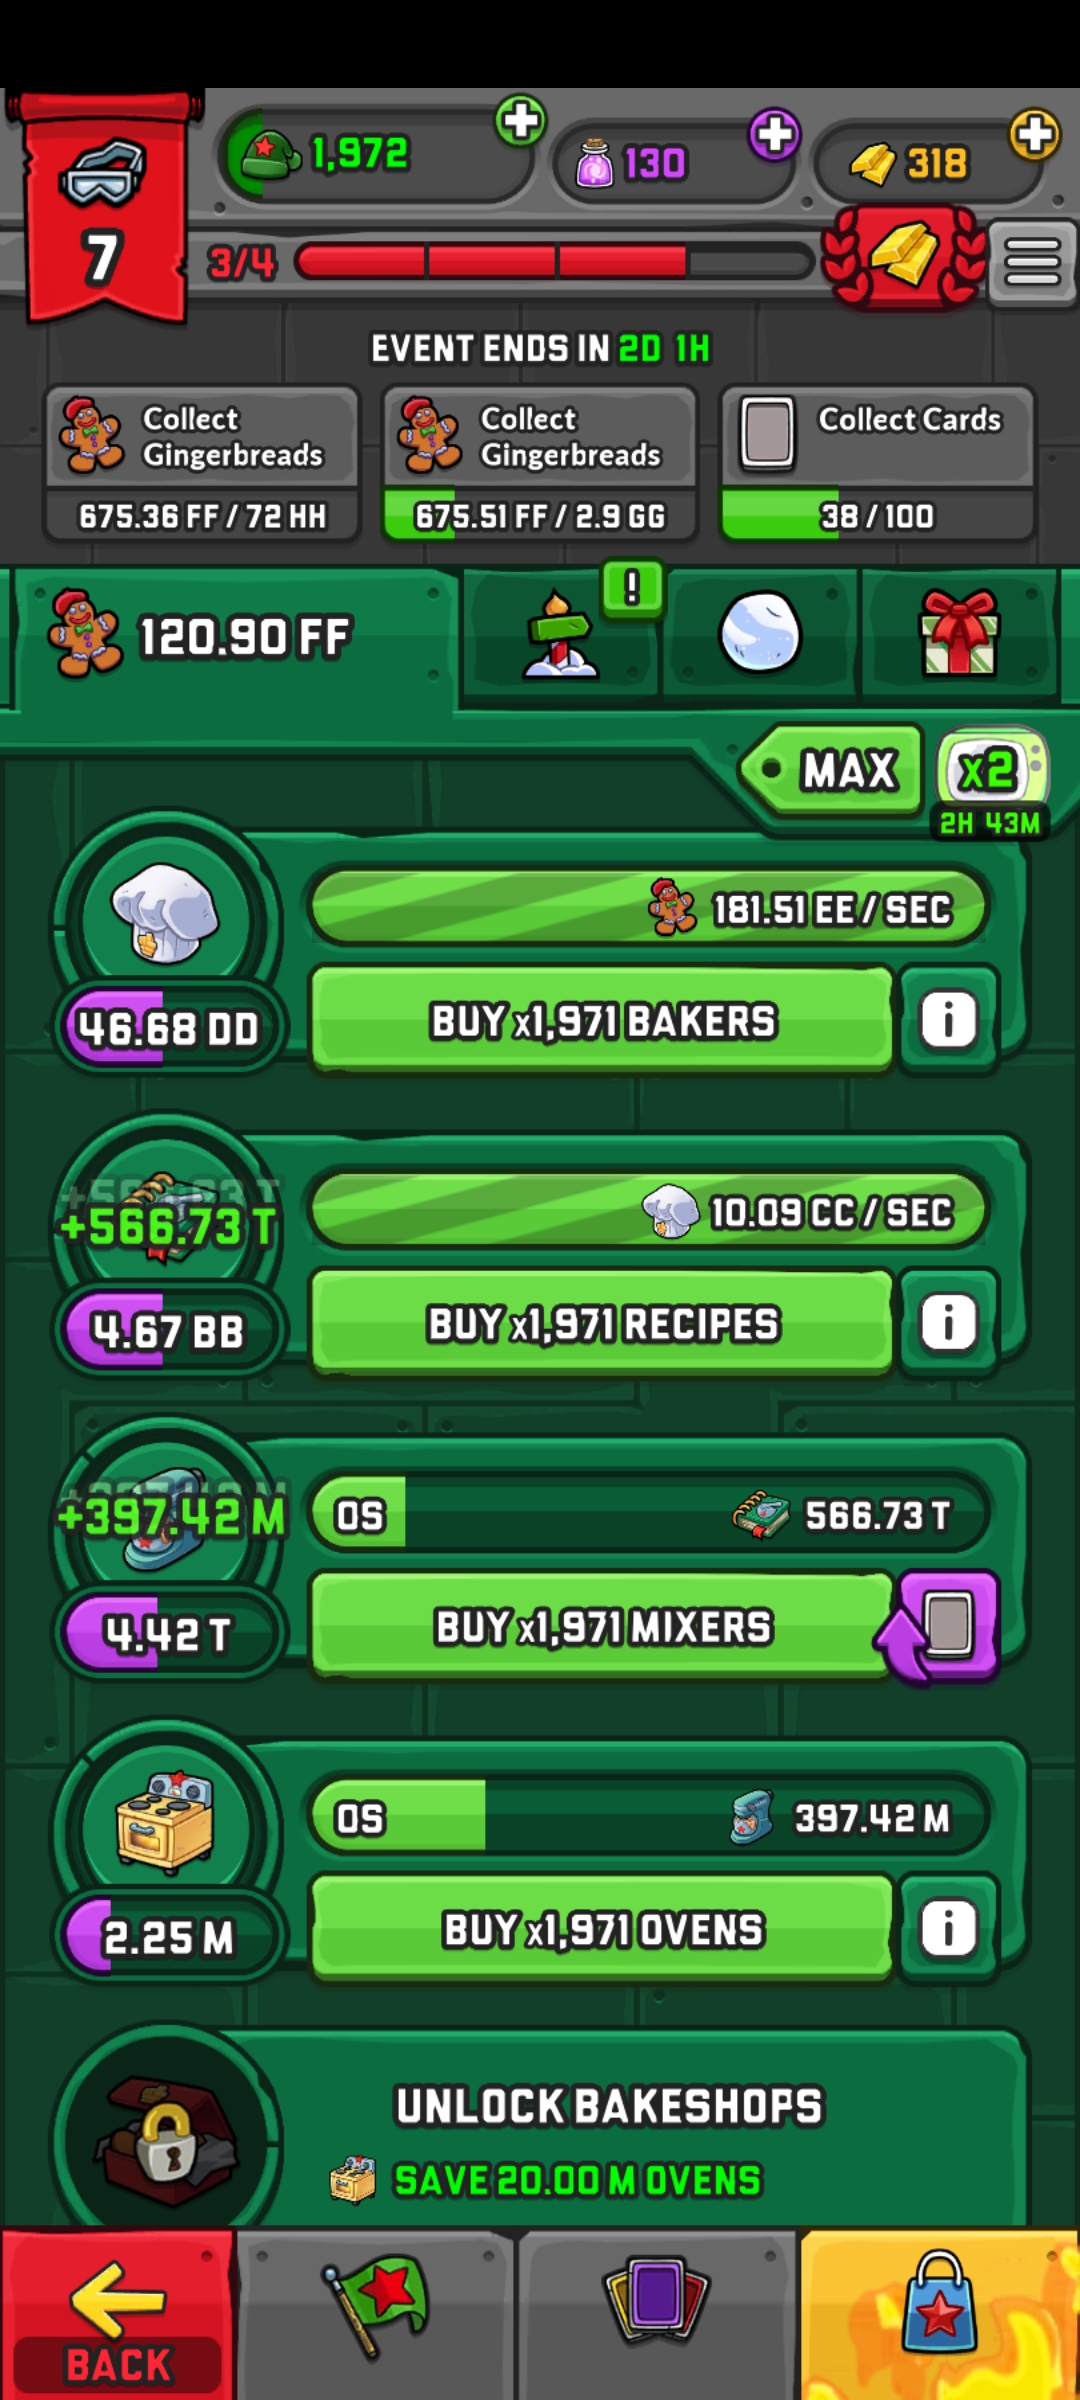 1,972
130
318
7
3/4
EVENT ENDS IN 2D 1H
Collect
Gingerbreads
675.36 FF / 72 HH
Collect
Gingerbreads
675.51 FF / 2.9 GG
Collect Cards
38 / 100
120.90 FF
!
MAX
x2
2H 43M
181.51 EE / SEC
46.68 DD
BUY x1,971 BAKERS
i
+566.73 T
10.09 CC / SEC
4.67 BB
BUY x1,971 RECIPES
i
+397.42 M
0S
566.73 T
4.42 T
BUY x1,971 MIXERS
0S
397.42 M
2.25 M
BUY x1,971 OVENS
i
UNLOCK BAKESHOPS
SAVE 20.00 M OVENS
BACK